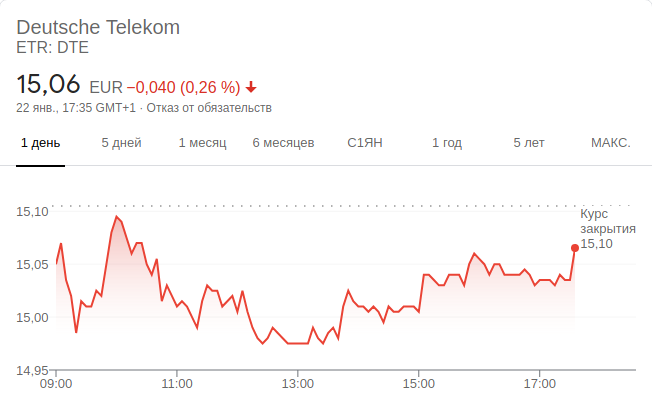 Deutsche Telekom
ETR: DTE
15,06 EUR −0,040 (0,26 %)
22 янв., 17:35 GMT+1 · Отказ от обязательств
1 день 5 дней 1 месяц 6 месяцев С1ЯН 1 год 5 лет МАКС.
15,10
15,05
15,00
14,95
Курс
закрытия
15,10
09:00 11:00 13:00 15:00 17:00